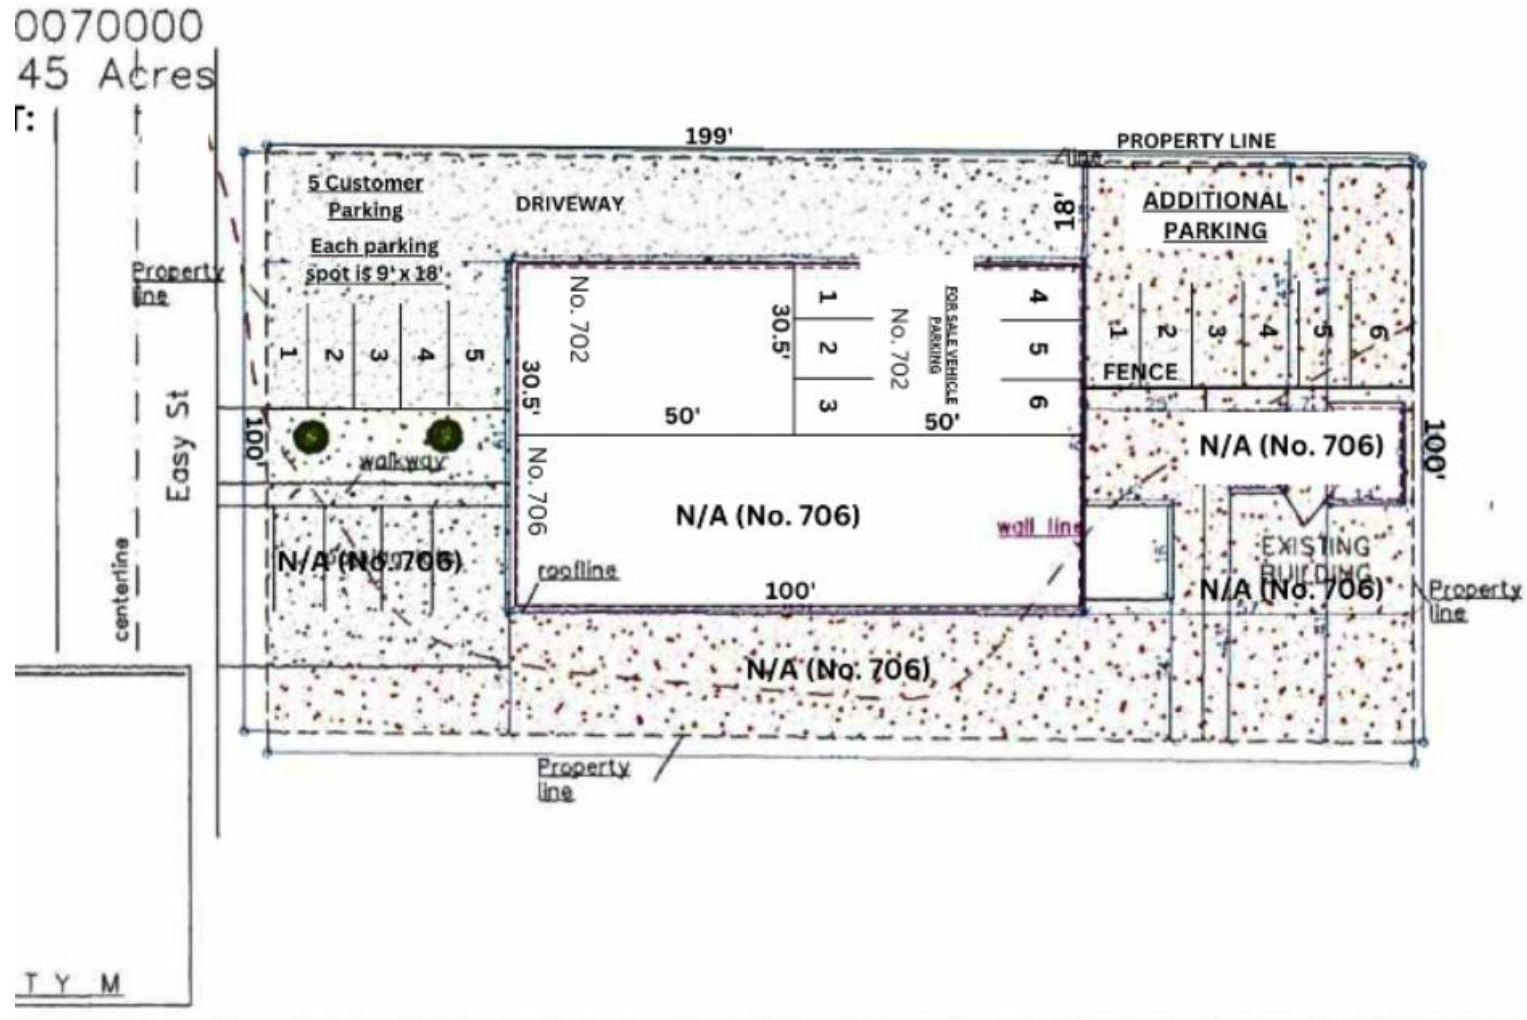 0070000
45 Acres
T:
199'
PROPERTY LINE
line
5 Customer
Parking
Each parking
spot is 9' x 18'
DRIVEWAY
18'
ADDITIONAL
PARKING
Property
line
No. 702
30.5'
30.5'
50'
1
2
3
No. 702
FOR SALE VEHICLE
PARKING
4
5
6
50'
1
2
3
4
5
1
2
3
4
5
6
FENCE
25'
Easy St
100'
walkway
No. 706
N/A (No. 706)
N/A (No. 706)
100'
wall line
N/A (No. 706)
roofline
100'
EXISTING
BUILDING
N/A (No. 706)
57'
Property
line
centerline
N/A (No. 706)
Property
line
T Y M